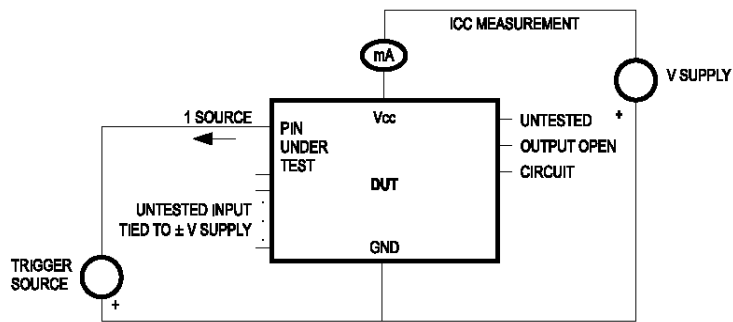 ICC MEASUREMENT
mA
V SUPPLY
+
1 SOURCE
Vcc
PIN
UNDER
TEST
UNTESTED
OUTPUT OPEN
CIRCUIT
DUT
UNTESTED INPUT
TIED TO ± V SUPPLY
GND
TRIGGER
SOURCE
+